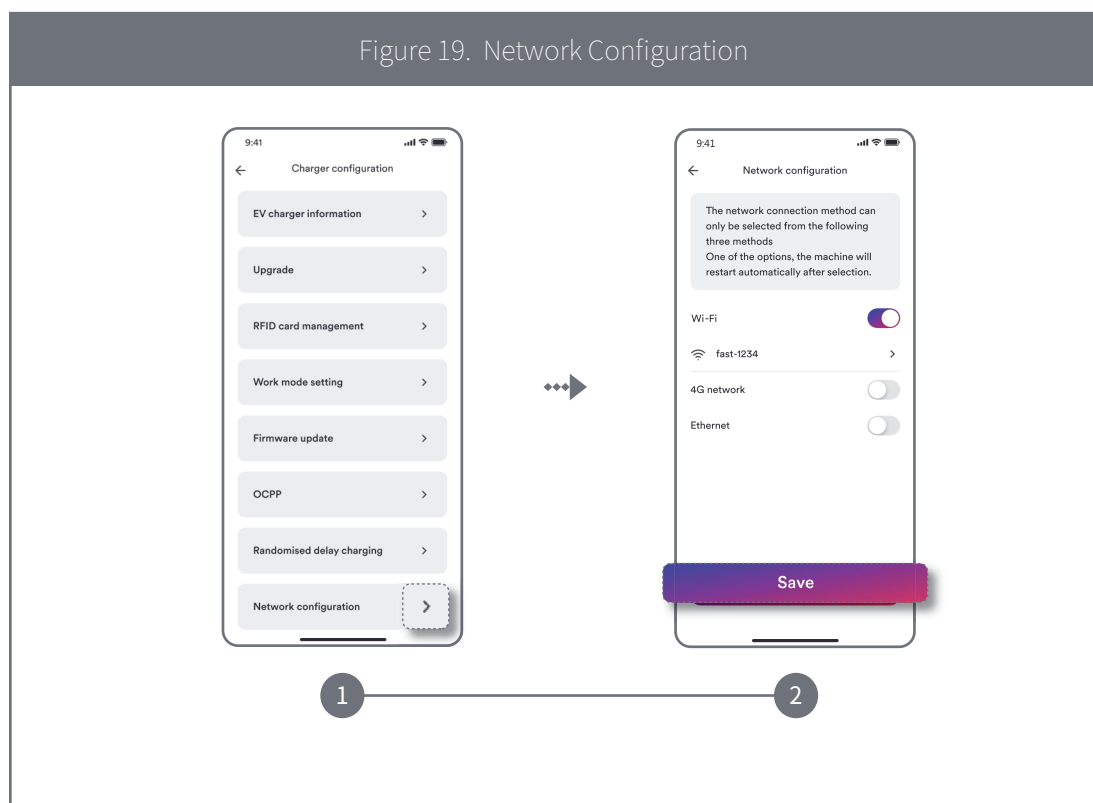 Figure 19. Network Configuration
9:41
Charger configuration
EV charger information
Upgrade
RFID card management
Work mode setting
Firmware update
OCPP
Randomised delay charging
Network configuration
1
9:41
Network configuration
The network connection method can
only be selected from the following
three methods
One of the options, the machine will
restart automatically after selection.
Wi-Fi
fast-1234
4G network
Ethernet
Save
2